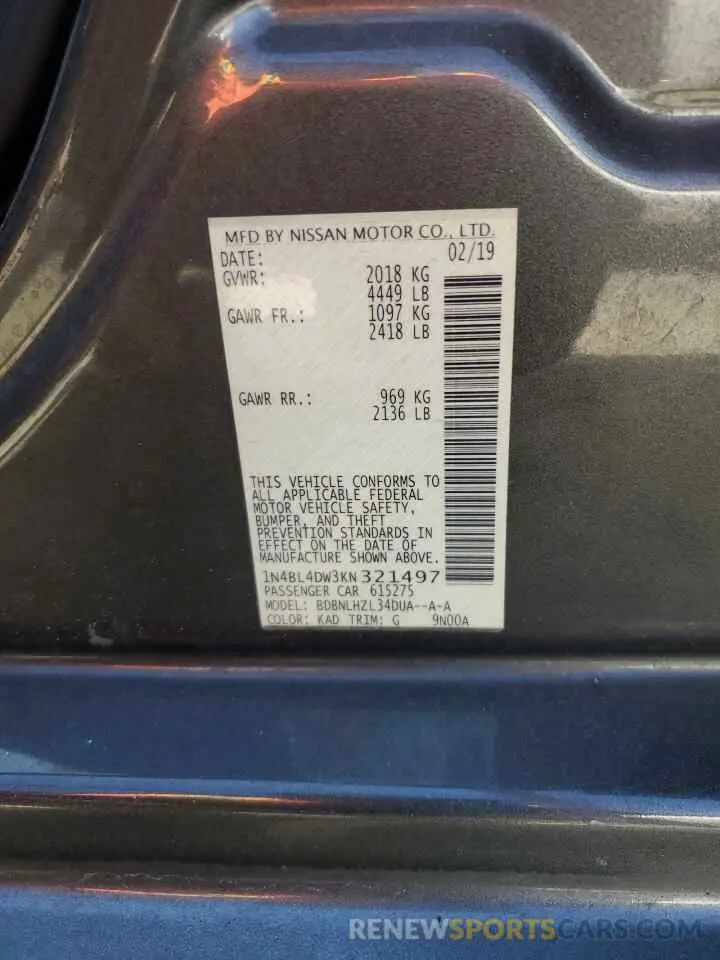 MFD BY NISSAN MOTOR CO., LTD.
DATE: 02/19
GVWR: 2018 KG
4449 LB
GAWR FR.: 1097 KG
2418 LB
GAWR RR.: 969 KG
2136 LB
THIS VEHICLE CONFORMS TO
ALL APPLICABLE FEDERAL
MOTOR VEHICLE SAFETY,
BUMPER, AND THEFT
PREVENTION STANDARDS IN
EFFECT ON THE DATE OF
MANUFACTURE SHOWN ABOVE.
1N4BL4DW3KN321497
PASSENGER CAR 615275
MODEL: BDBNLHZL34DUA--A-A
COLOR: KAD TRIM: G 9N00A
RENEWSPORTSCARS.COM